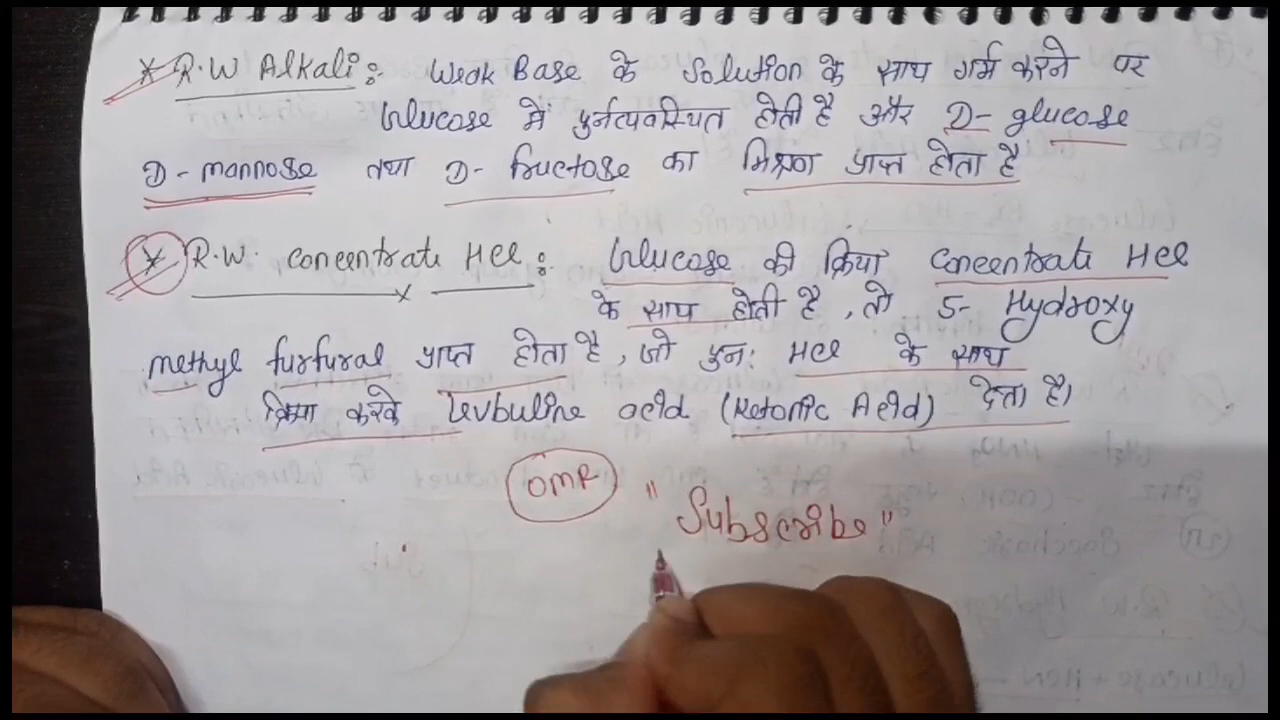 * R.W Alkali: Weak Base के Solution के साथ गर्म करने पर
Glucose में पुर्नव्यवस्थित होती है और D- glucose
D- mannose तथा D- fructose का मिश्रण प्राप्त होता है
* R.W. Concentrate HCl: Glucose की क्रिया Concentrate HCl
के साथ होती है, तो 5- Hydroxy
methyl furfural प्राप्त होता है, जो पुनः HCl के साथ
क्रिया करके levuline acid (Ketonic Acid) देता है।
OMR "Subscribe"